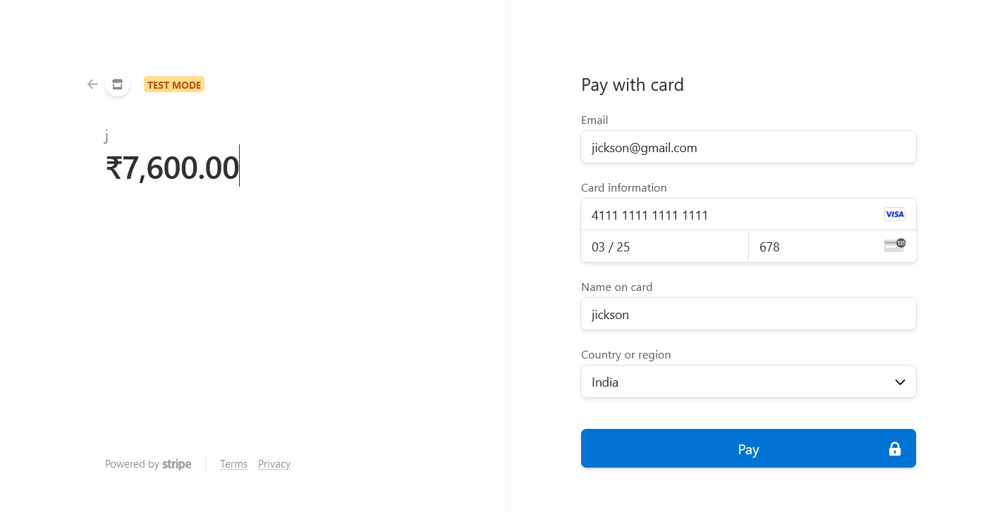 TEST MODE
j
₹7,600.00
Powered by stripe
Terms
Privacy
Pay with card
Email
jickson@gmail.com
Card information
4111 1111 1111 1111
VISA
03 / 25
678
135
Name on card
jickson
Country or region
India
Pay